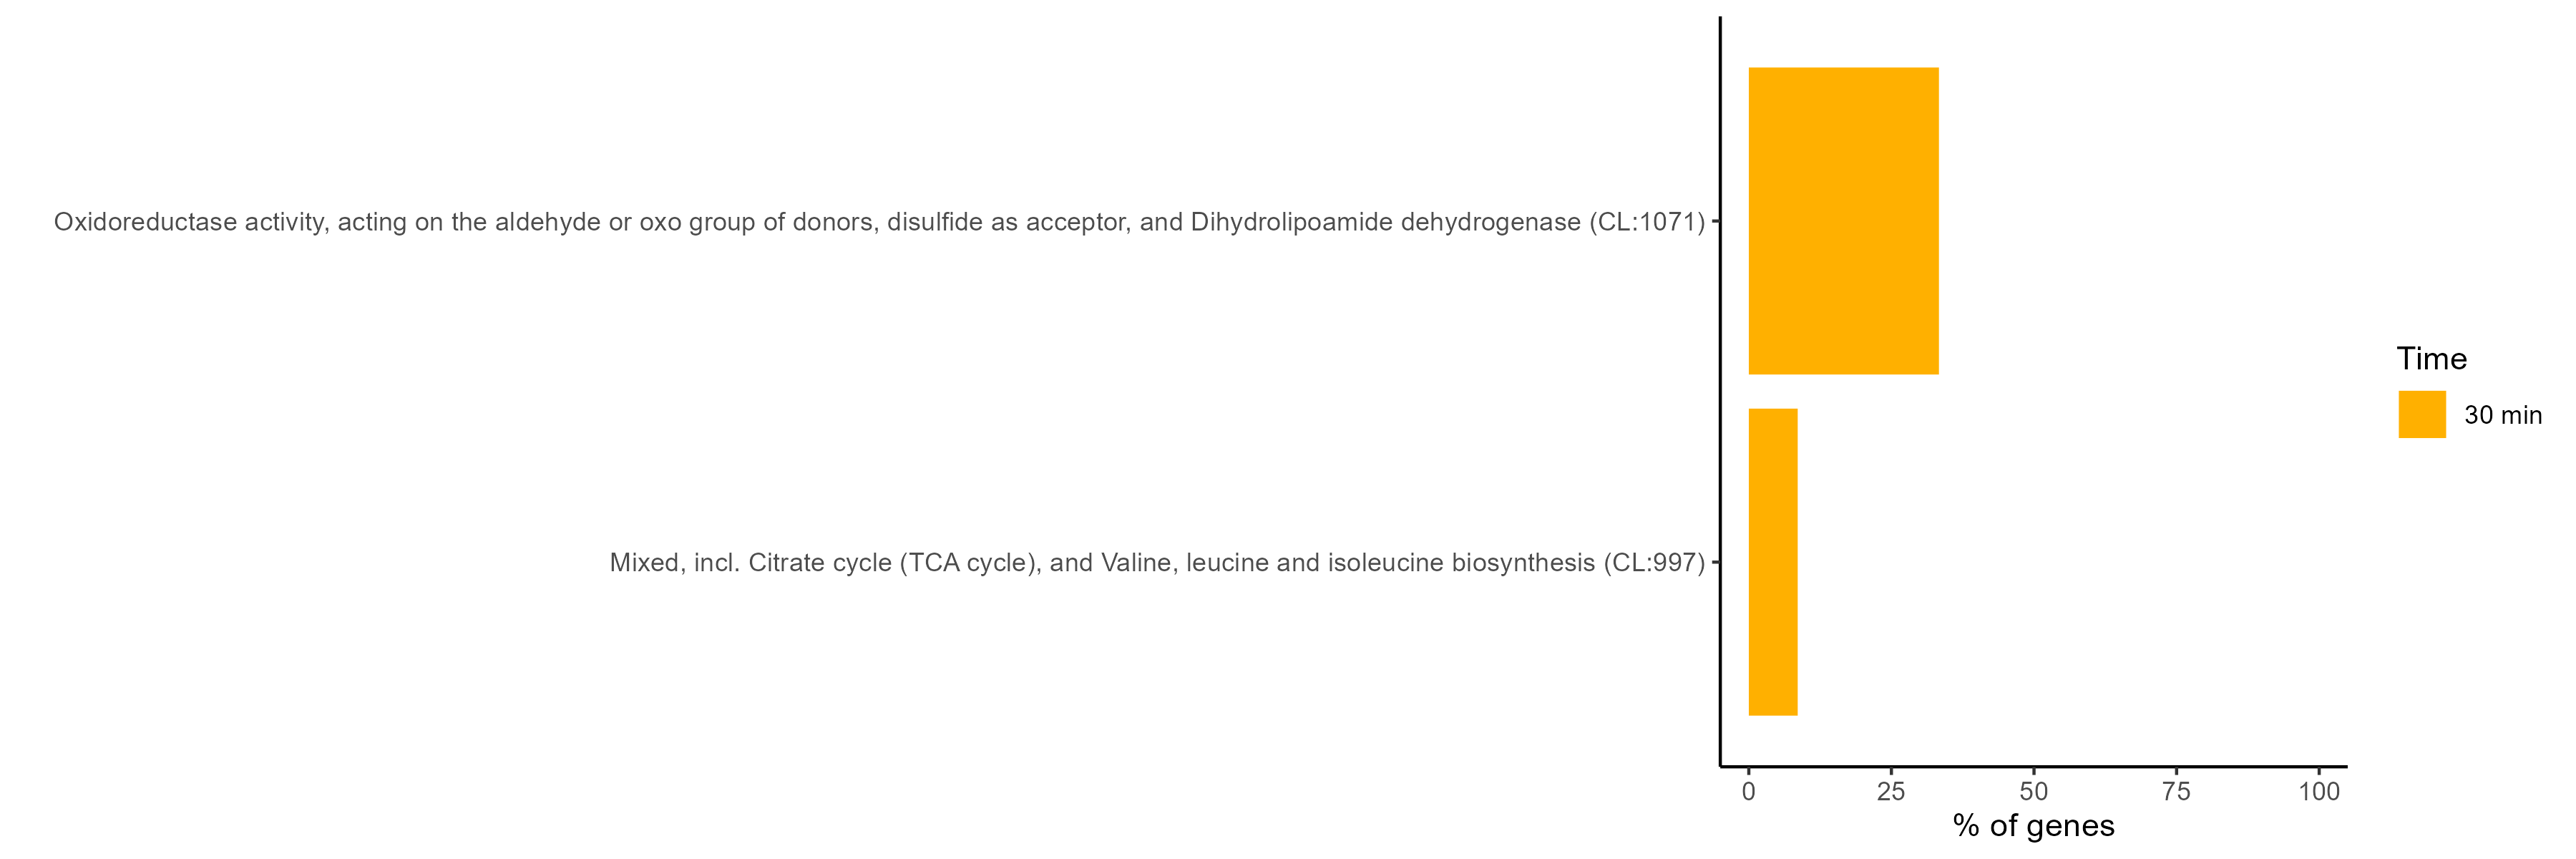 Oxidoreductase activity, acting on the aldehyde or oxo group of donors, disulfide as acceptor, and Dihydrolipoamide dehydrogenase (CL:1071)
Mixed, incl. Citrate cycle (TCA cycle), and Valine, leucine and isoleucine biosynthesis (CL:997)
0 25 50 75 100
% of genes
Time
30 min